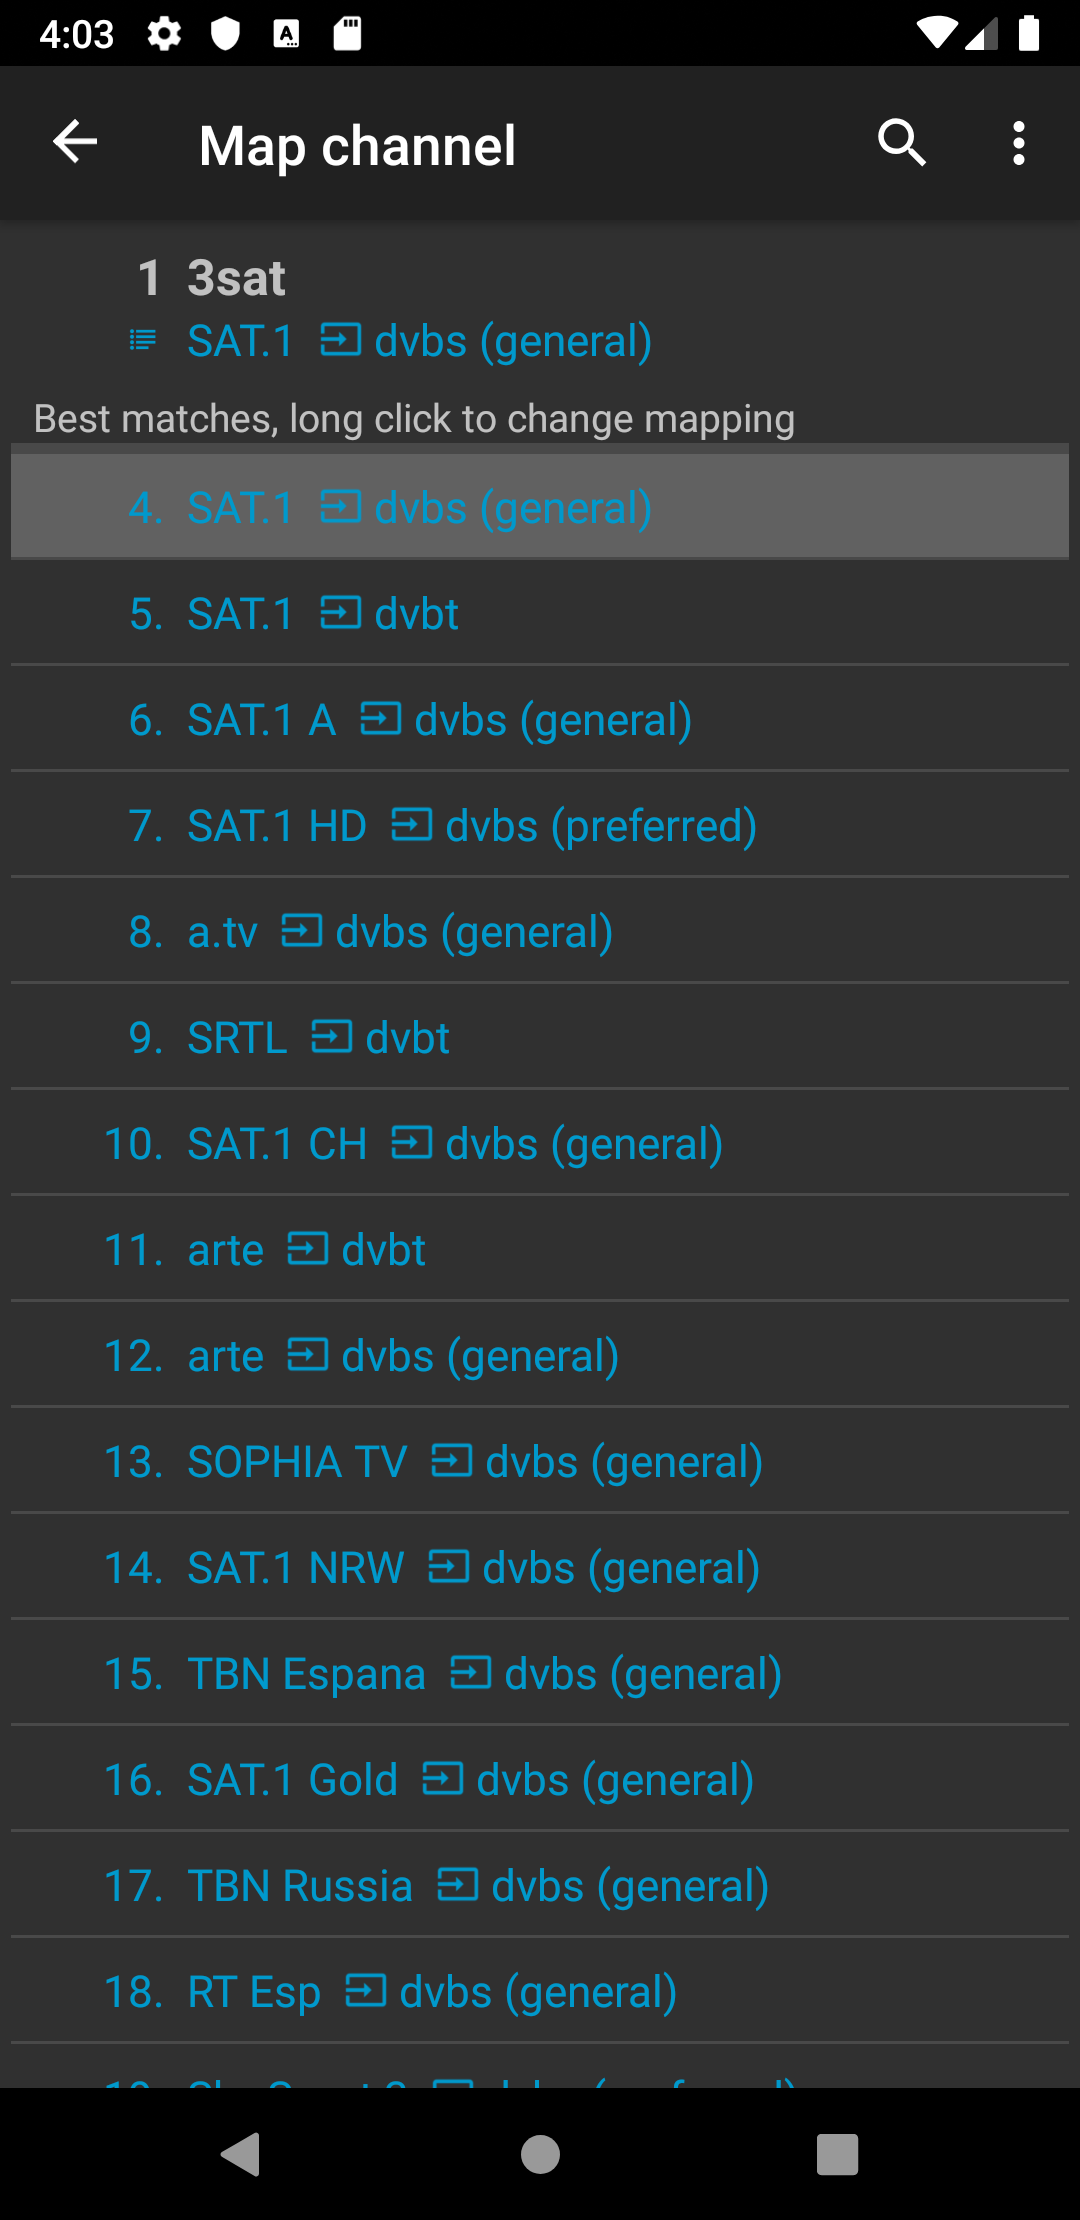 4:03
Map channel
1 3sat
SAT.1 dvbs (general)
Best matches, long click to change mapping
4. SAT.1 dvbs (general)
5. SAT.1 dvbt
6. SAT.1 A dvbs (general)
7. SAT.1 HD dvbs (preferred)
8. a.tv dvbs (general)
9. SRTL dvbt
10. SAT.1 CH dvbs (general)
11. arte dvbt
12. arte dvbs (general)
13. SOPHIA TV dvbs (general)
14. SAT.1 NRW dvbs (general)
15. TBN Espana dvbs (general)
16. SAT.1 Gold dvbs (general)
17. TBN Russia dvbs (general)
18. RT Esp dvbs (general)